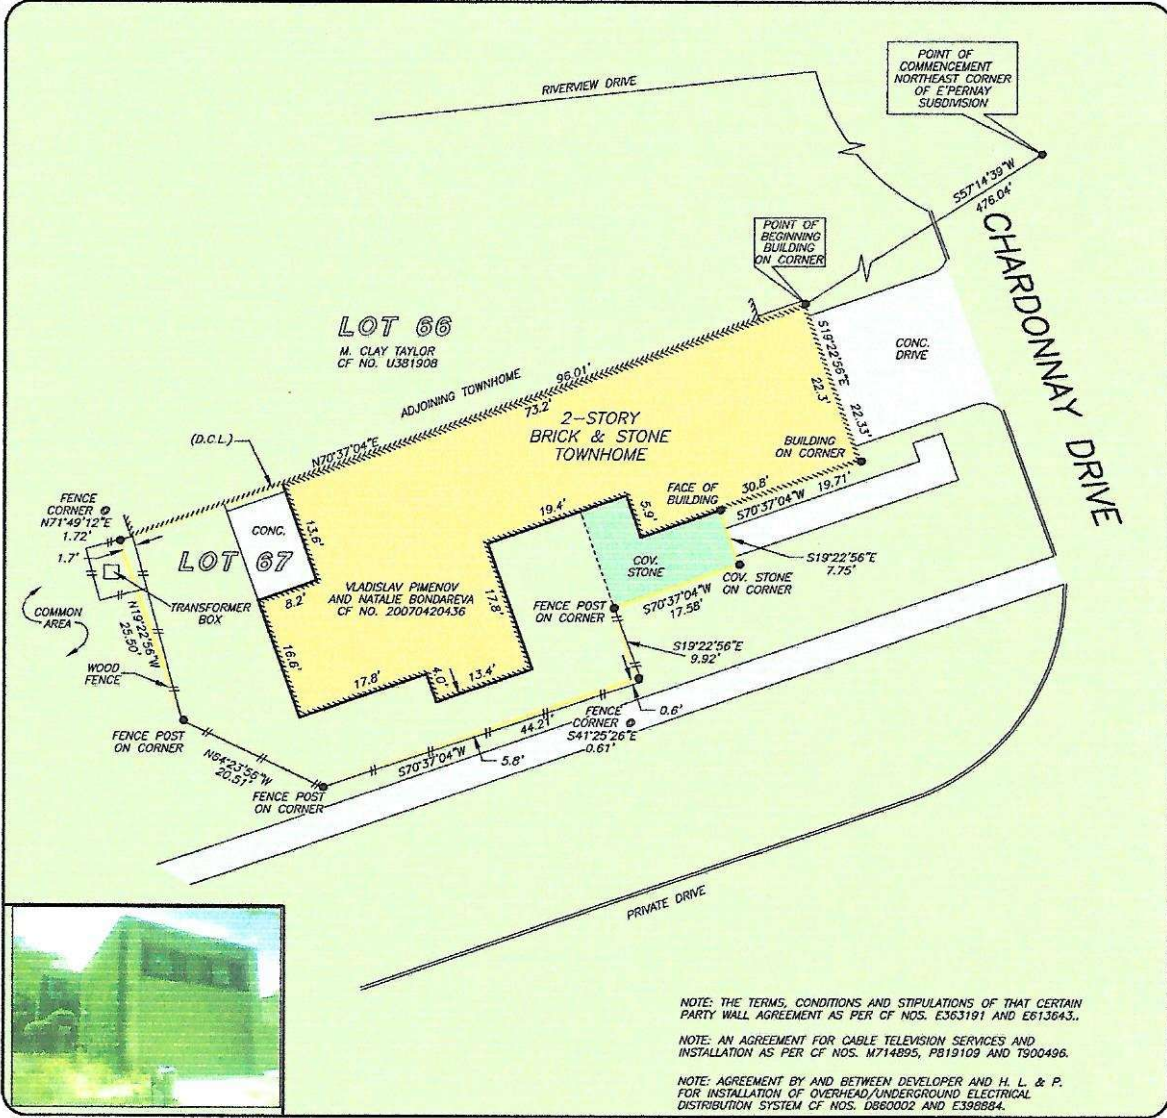 POINT OF
COMMENCEMENT
NORTHEAST CORNER
OF E'PERNAY
SUBDIVISION
RIVERVIEW DRIVE
S57°14'39"W
476.04'
CHARDONNAY DRIVE
POINT OF
BEGINNING
BUILDING
ON CORNER
LOT 66
M. CLAY TAYLOR
CF NO. U381908
CONC.
DRIVE
S19°22'56"E
22.3'
22.33'
ADJOINING TOWNHOME
96.01'
73.2'
N70°37'04"E
2-STORY
BRICK & STONE
TOWNHOME
(D.C.L.)
BUILDING
ON CORNER
FACE OF
BUILDING
30.8'
S70°37'04"W 19.71'
FENCE
CORNER
N71°49'12"E
1.72'
1.7'
CONC.
13.6'
19.4'
5.9'
LOT 67
COV.
STONE
S19°22'56"E
7.75'
COV. STONE
ON CORNER
VLADISLAV PIMENOV
AND NATALIE BONDAREVA
CF NO. 20070420436
8.2'
17.8'
S70°37'04"W
17.58'
TRANSFORMER
BOX
COMMON
AREA
N19°22'56"W
25.50'
FENCE POST
ON CORNER
S19°22'56"E
9.92'
16.6'
WOOD
FENCE
17.8'
4.0'
13.4'
0.6'
FENCE
CORNER
S41°25'26"E
0.61'
FENCE POST
ON CORNER
N64°23'56"W
20.51'
S70°37'04"W
44.21'
5.8'
FENCE POST
ON CORNER
PRIVATE DRIVE
NOTE: THE TERMS, CONDITIONS AND STIPULATIONS OF THAT CERTAIN
PARTY WALL AGREEMENT AS PER CF NOS. E363191 AND E613643..
NOTE: AN AGREEMENT FOR CABLE TELEVISION SERVICES AND
INSTALLATION AS PER CF NOS. M714895, P819109 AND T900496.
NOTE: AGREEMENT BY AND BETWEEN DEVELOPER AND H. L. & P.
FOR INSTALLATION OF OVERHEAD/UNDERGROUND ELECTRICAL
DISTRIBUTION SYSTEM CF NOS. D860002 AND E398884.